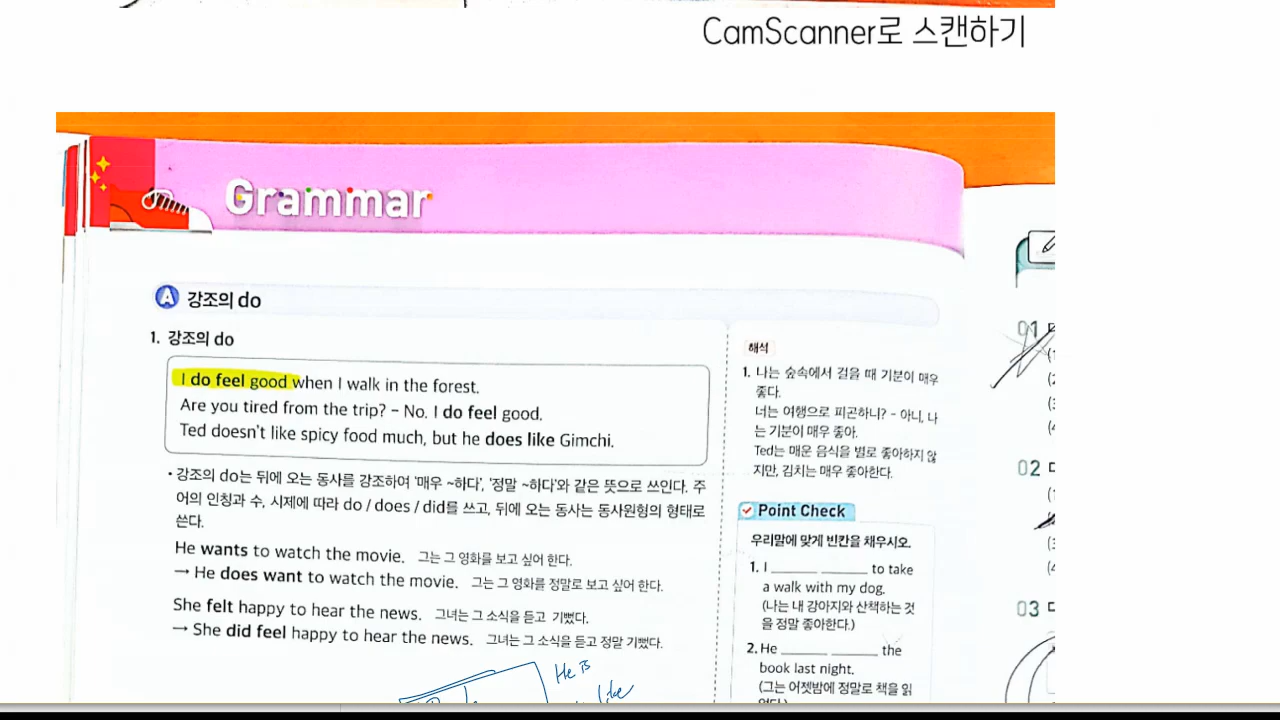 CamScanner로 스캔하기
Grammar
A 강조의 do
1. 강조의 do
I do feel good when I walk in the forest.
Are you tired from the trip? – No. I do feel good.
Ted doesn't like spicy food much, but he does like Gimchi.
• 강조의 do는 뒤에 오는 동사를 강조하여 '매우 ~하다', '정말 ~하다'와 같은 뜻으로 쓰인다. 주
어의 인칭과 수, 시제에 따라 do / does / did를 쓰고, 뒤에 오는 동사는 동사원형의 형태로
쓴다.
He wants to watch the movie. 그는 그 영화를 보고 싶어 한다.
→ He does want to watch the movie. 그는 그 영화를 정말로 보고 싶어 한다.
She felt happy to hear the news. 그녀는 그 소식을 듣고 기뻤다.
→ She did feel happy to hear the news. 그녀는 그 소식을 듣고 정말 기뻤다.
He is
like
해석
1. 나는 숲속에서 걸을 때 기분이 매우
좋다.
너는 여행으로 피곤하니? – 아니, 나
는 기분이 매우 좋아.
Ted는 매운 음식을 별로 좋아하지 않
지만, 김치는 매우 좋아한다.
Point Check
우리말에 맞게 빈칸을 채우시오.
1. I ______ ______ to take
a walk with my dog.
(나는 내 강아지와 산책하는 것
을 정말 좋아한다.)
2. He ______ ______ the
book last night.
(그는 어젯밤에 정말로 책을 읽
었다.)
01
02
03